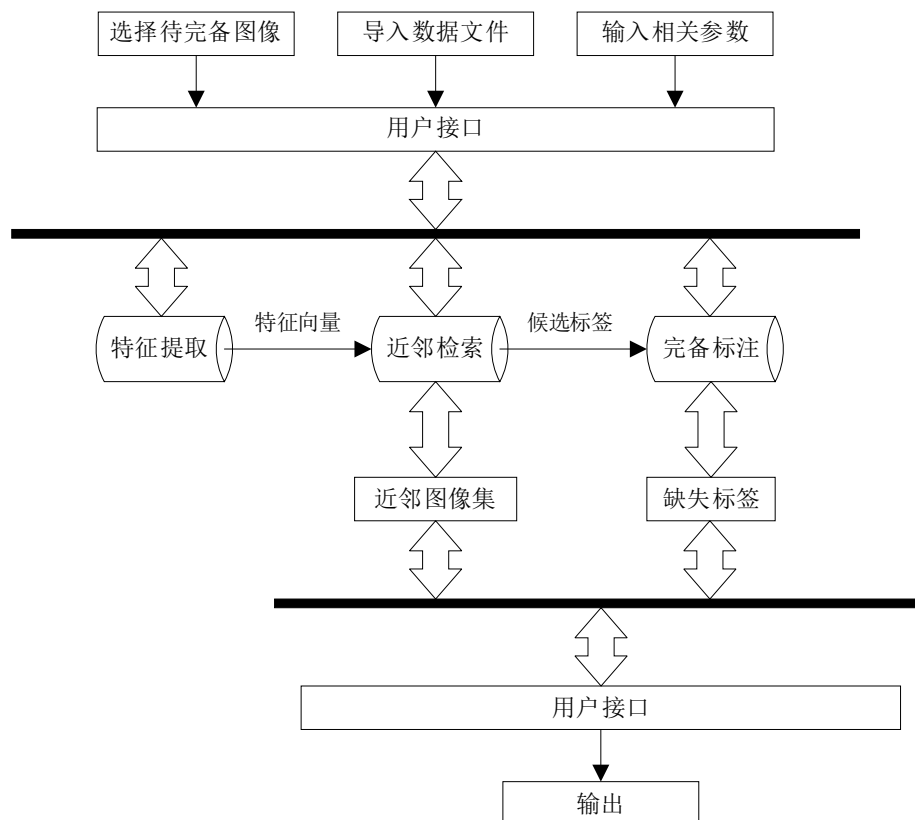 选择待完备图像
导入数据文件
输入相关参数
用户接口
特征向量
候选标签
特征提取
近邻检索
完备标注
近邻图像集
缺失标签
用户接口
输出